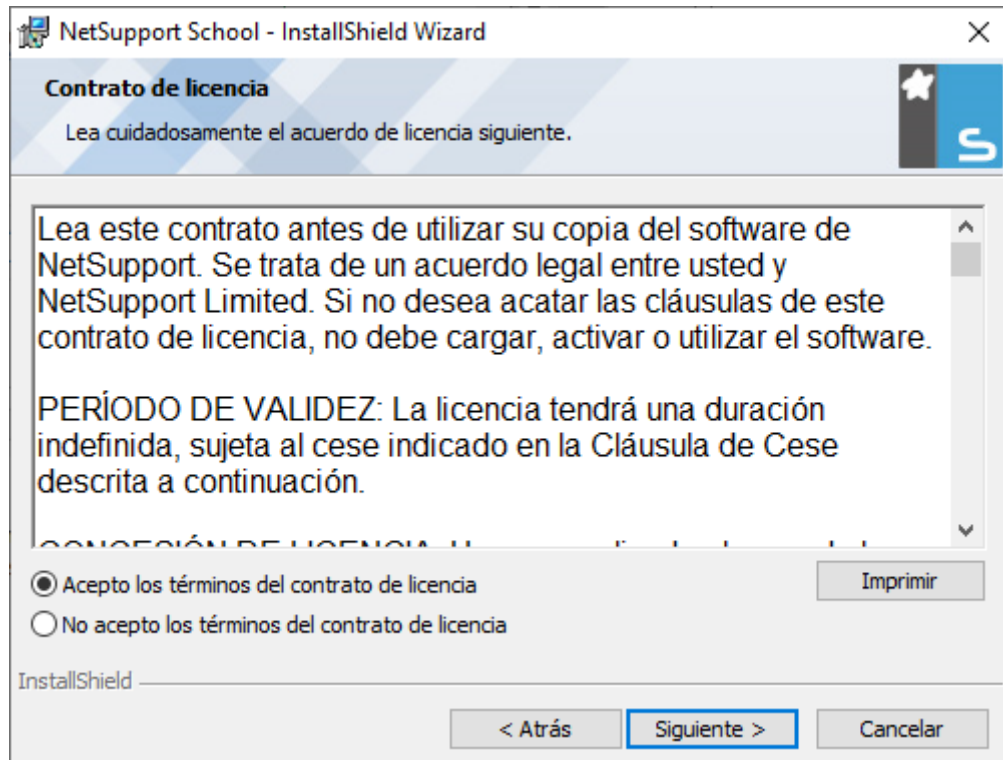 NetSupport School - InstallShield Wizard
Contrato de licencia
Lea cuidadosamente el acuerdo de licencia siguiente.
S
Lea este contrato antes de utilizar su copia del software de
NetSupport. Se trata de un acuerdo legal entre usted y
NetSupport Limited. Si no desea acatar las cláusulas de este
contrato de licencia, no debe cargar, activar o utilizar el software.
PERÍODO DE VALIDEZ: La licencia tendrá una duración
indefinida, sujeta al cese indicado en la Cláusula de Cese
descrita a continuación.
CONCESIÓN DE LICENCIA:
Acepto los términos del contrato de licencia
Imprimir
No acepto los términos del contrato de licencia
InstallShield
< Atrás
Siguiente >
Cancelar